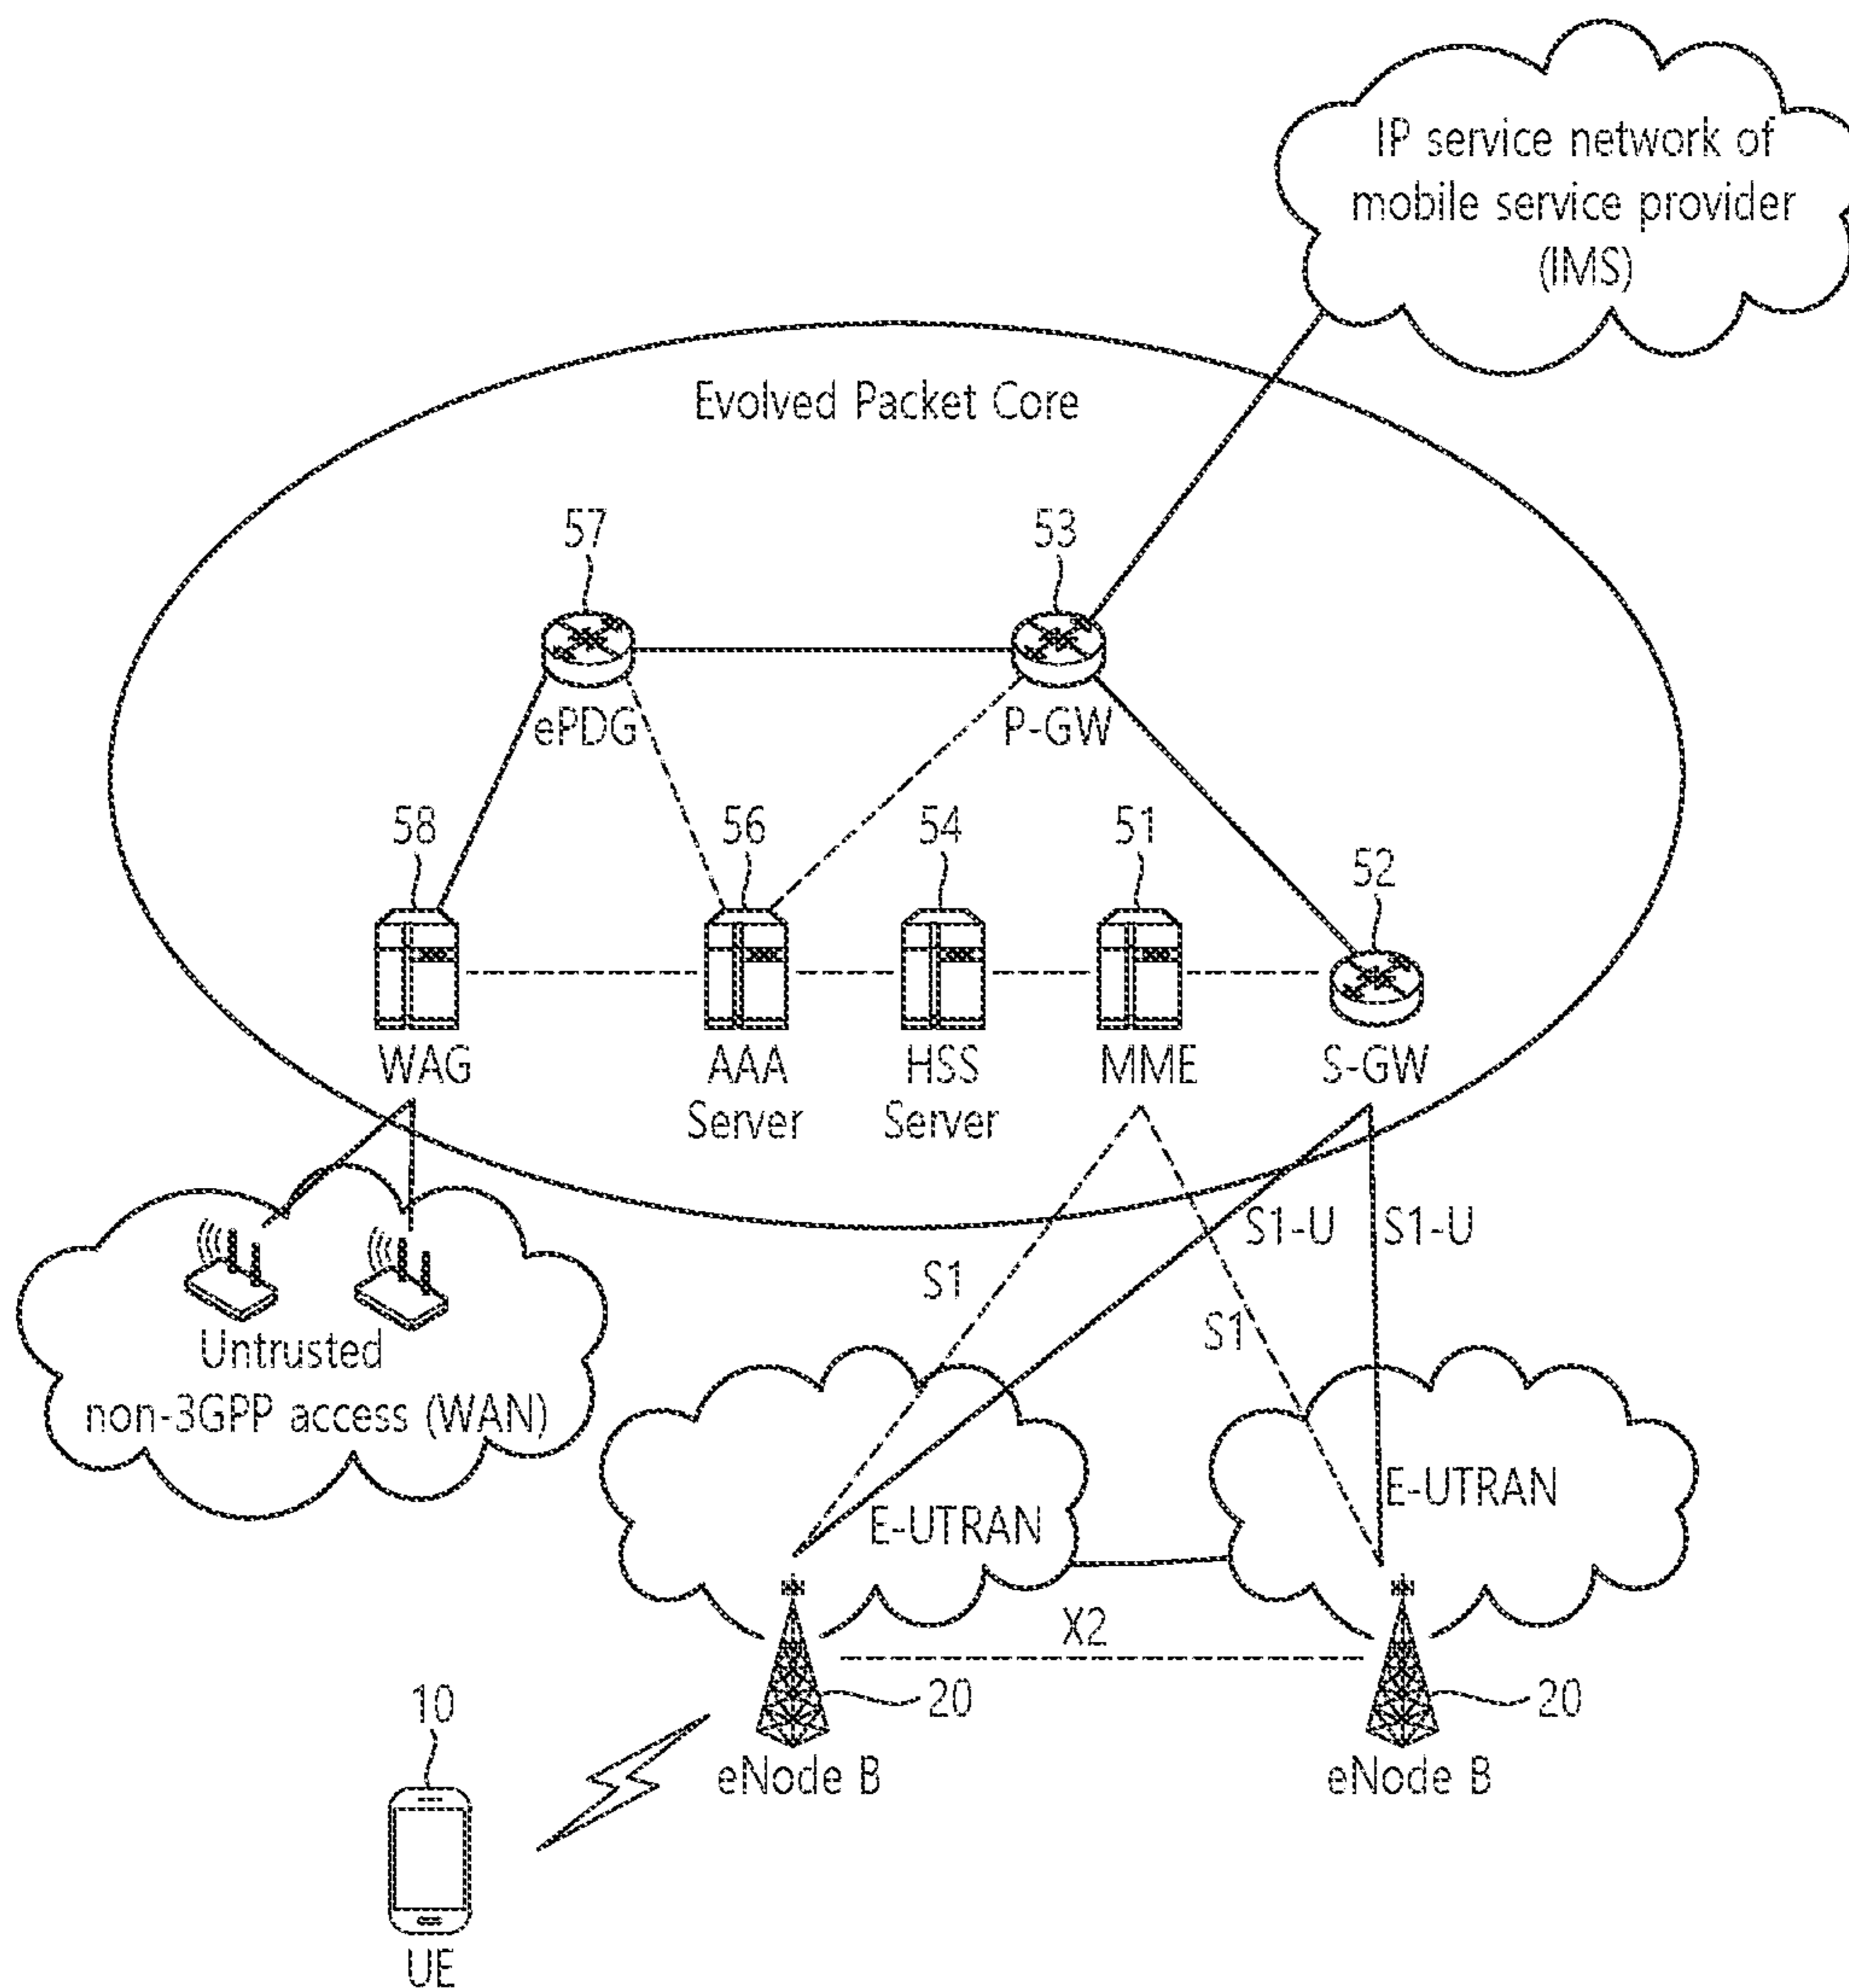 IP service network of
mobile service provider
(IMS)
Evolved Packet Core
57
53
ePDG
P-GW
58
56
54
51
52
WAG
AAA
Server
HSS
Server
MME
S-GW
S1-U
S1-U
S1
S1
Untrusted
non-3GPP access (WAN)
E-UTRAN
E-UTRAN
X2
20
20
10
eNode B
eNode B
UE